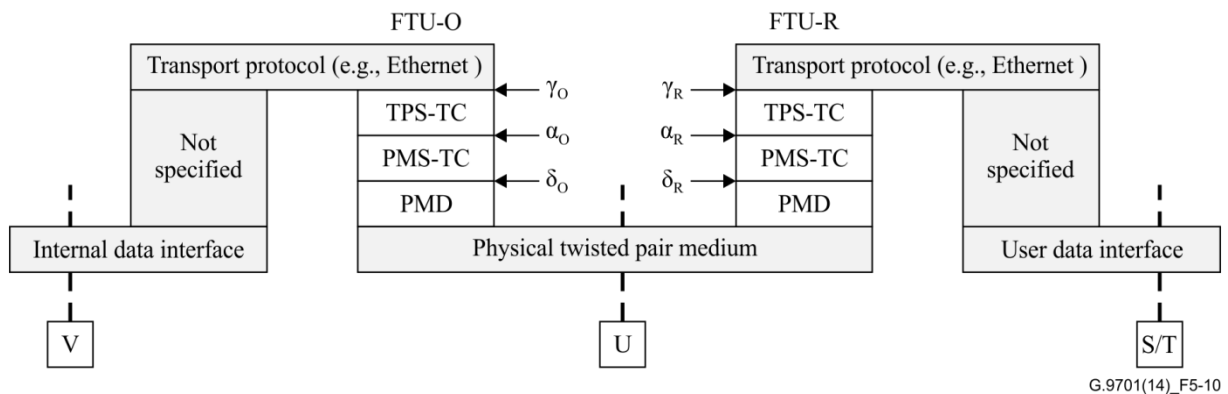 FTU-O
FTU-R
Transport protocol (e.g., Ethernet )
Transport protocol (e.g., Ethernet )
γO
γR
TPS-TC
TPS-TC
αO
αR
Not
specified
PMS-TC
PMS-TC
Not
specified
δO
δR
PMD
PMD
Internal data interface
Physical twisted pair medium
User data interface
V
U
S/T
G.9701(14)_F5-10